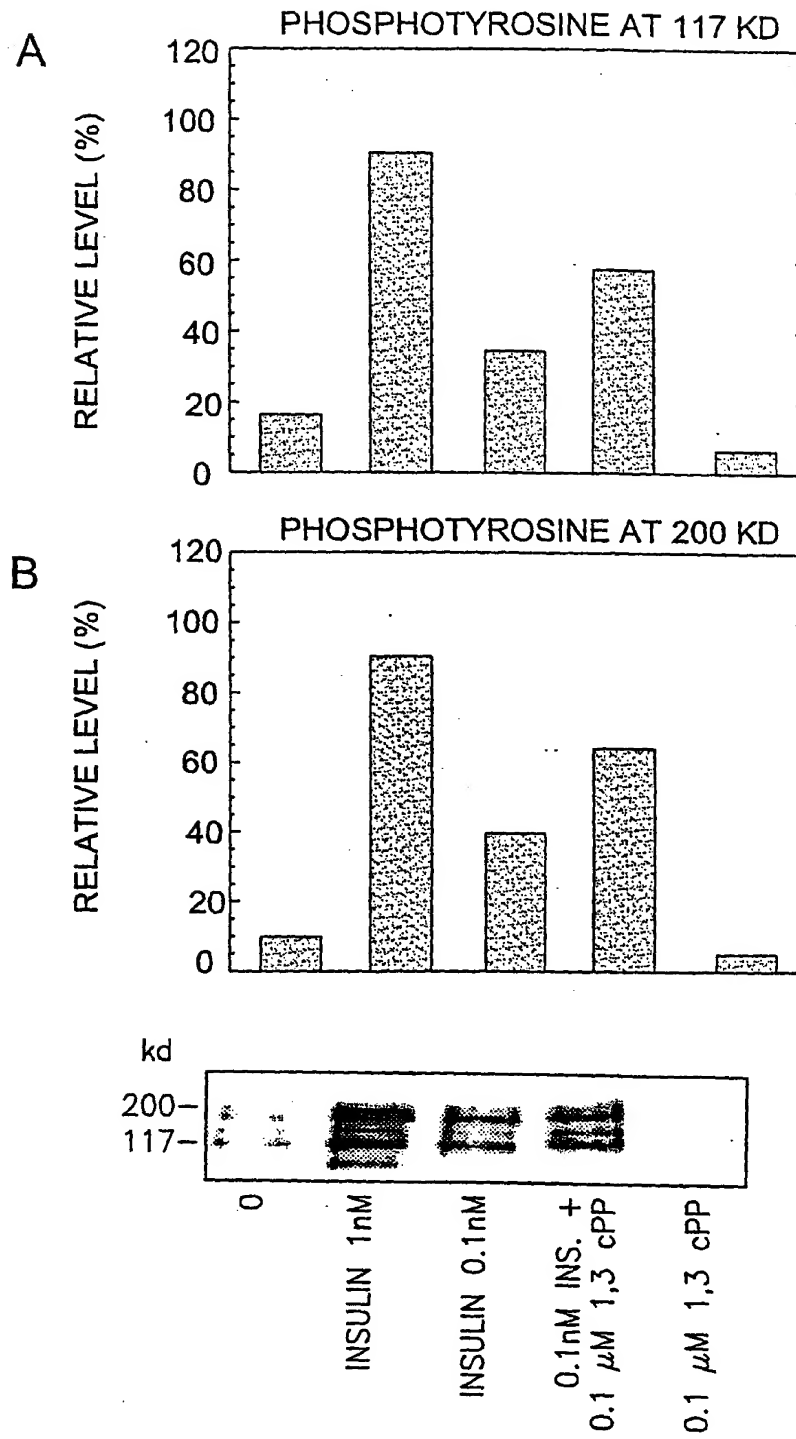 A
PHOSPHOTYROSINE AT 117 KD
RELATIVE LEVEL (%)
120
100
80
60
40
20
0
B
PHOSPHOTYROSINE AT 200 KD
RELATIVE LEVEL (%)
120
100
80
60
40
20
0
kd
200-
117-
0
INSULIN 1nM
INSULIN 0.1nM
0.1nM INS. +
0.1 μM 1,3 cPP
0.1 μM 1,3 cPP